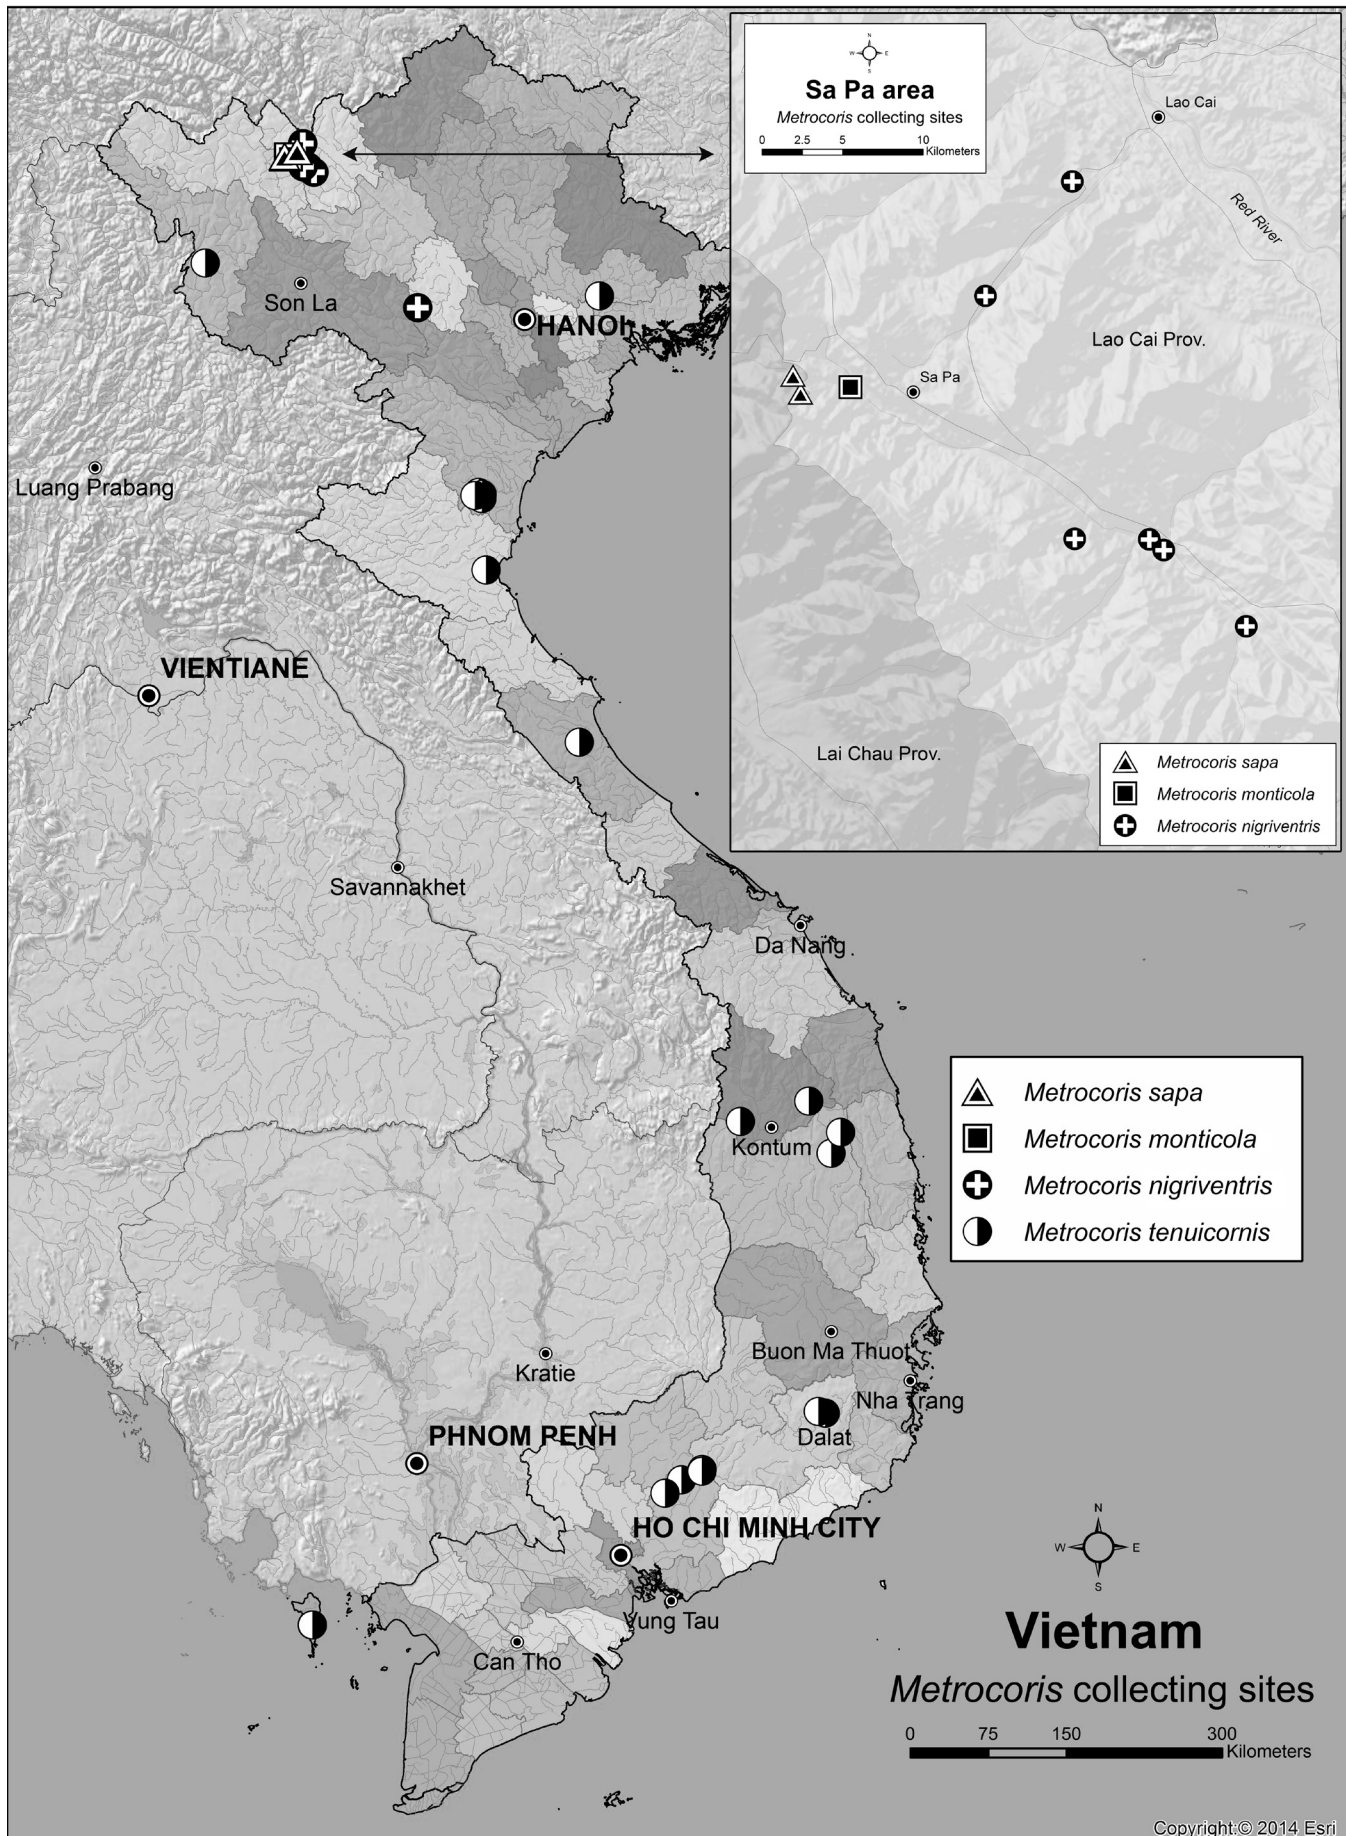 N
W E
S
Sa Pa area
Metrocoris collecting sites
0 2.5 5 10
Kilometers
Lao Cai
Red River
Lao Cai Prov.
Sa Pa
Lai Chau Prov.
Metrocoris sapa
Metrocoris monticola
Metrocoris nigriventris
Son La
HANOI
Luang Prabang
VIENTIANE
Savannakhet
Da Nang
Kontum
Metrocoris sapa
Metrocoris monticola
Metrocoris nigriventris
Metrocoris tenuicornis
Buon Ma Thuot
Kratie
Nha Trang
Dalat
PHNOM PENH
HO CHI MINH CITY
Vung Tau
Can Tho
N
W E
S
Vietnam
Metrocoris collecting sites
0 75 150 300
Kilometers
Copyright:© 2014 Esri